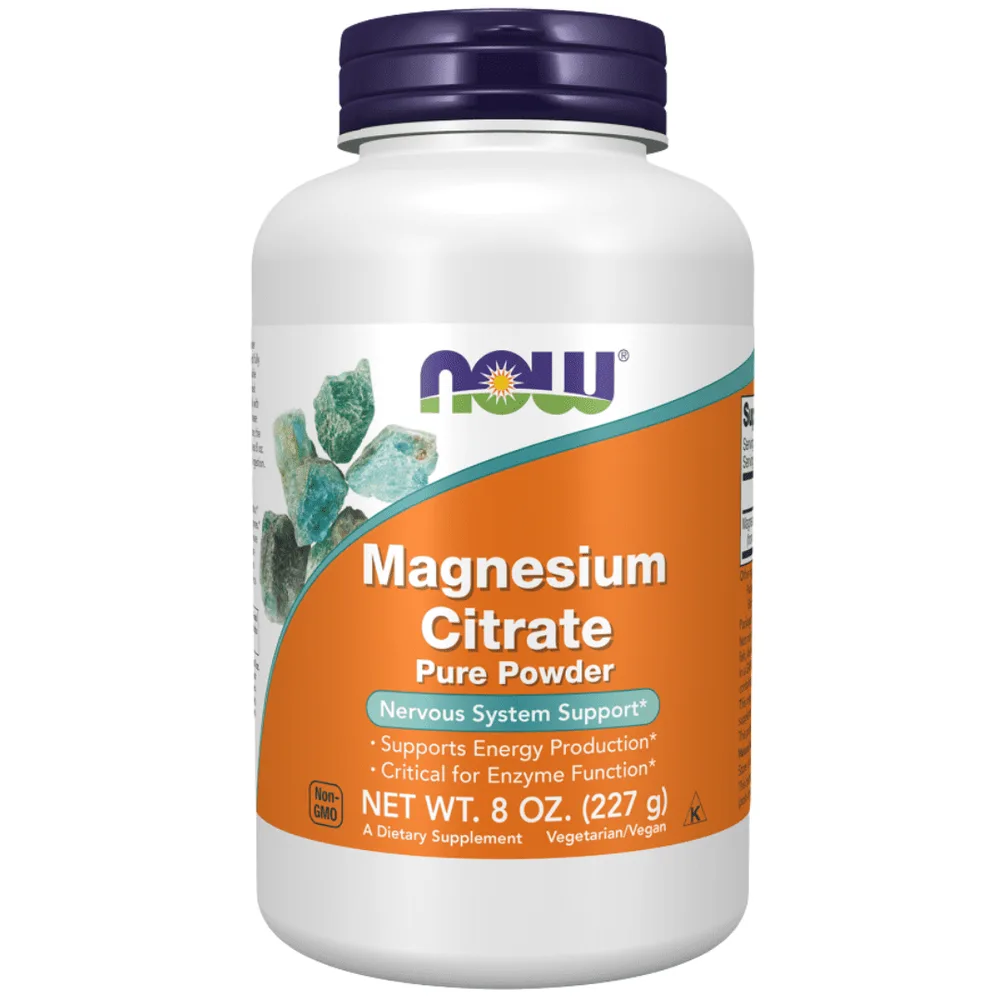 now®
Magnesium
Citrate
Pure Powder
Nervous System Support*
• Supports Energy Production*
• Critical for Enzyme Function*
Non-
GMO
NET WT. 8 OZ. (227 g)
K
A Dietary Supplement Vegetarian/Vegan